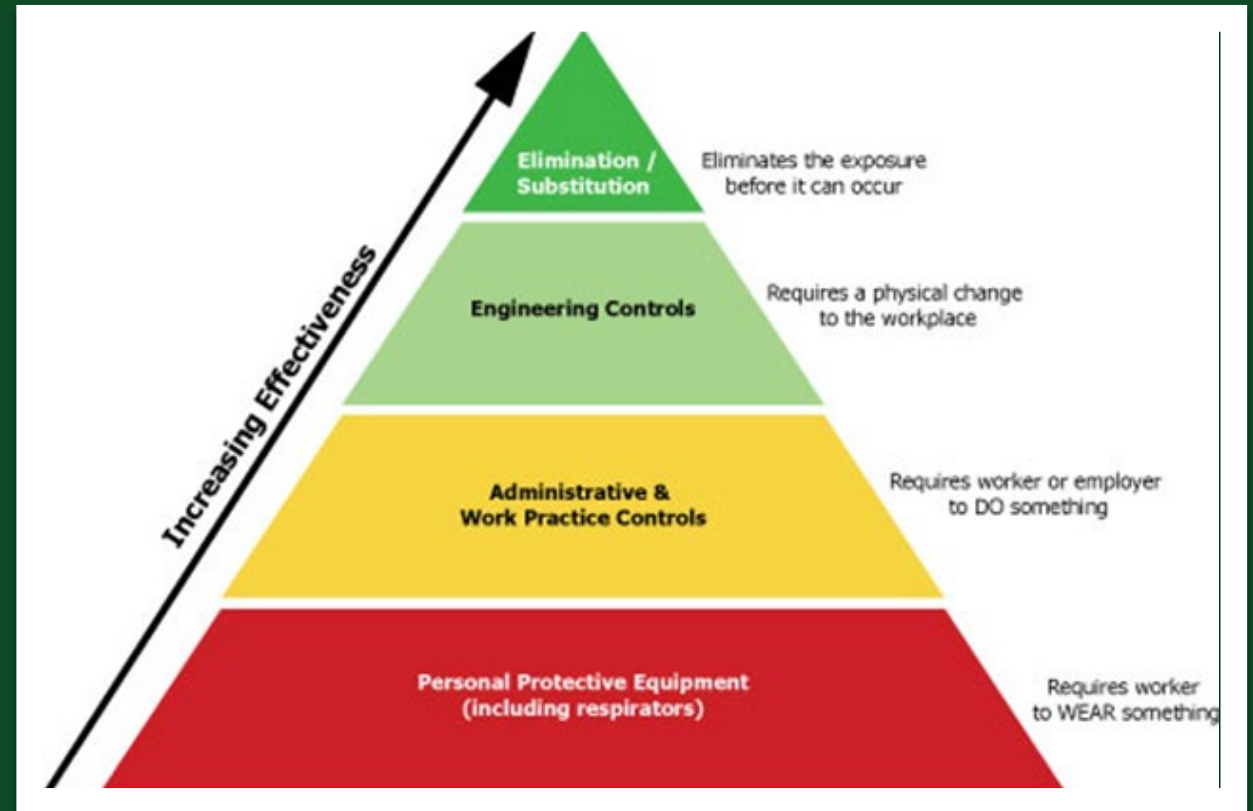 Increasing Effectiveness
Elimination /
Substitution
Eliminates the exposure
before it can occur
Engineering Controls
Requires a physical change
to the workplace
Administrative &
Work Practice Controls
Requires worker or employer
to DO something
Personal Protective Equipment
(including respirators)
Requires worker
to WEAR something